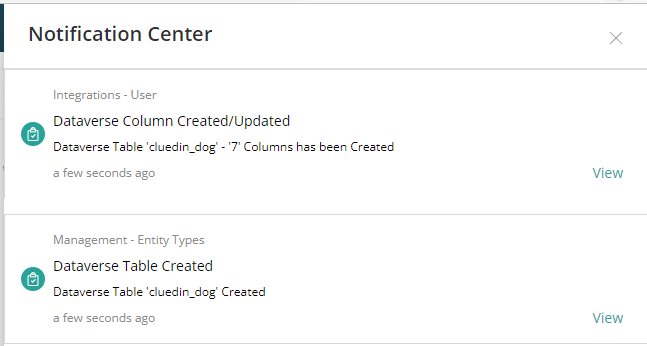 Notification Center
Integrations - User
Dataverse Column Created/Updated
Dataverse Table 'cluedin_dog' - '7' Columns has been Created
a few seconds ago
View
Management - Entity Types
Dataverse Table Created
Dataverse Table 'cluedin_dog' Created
a few seconds ago
View